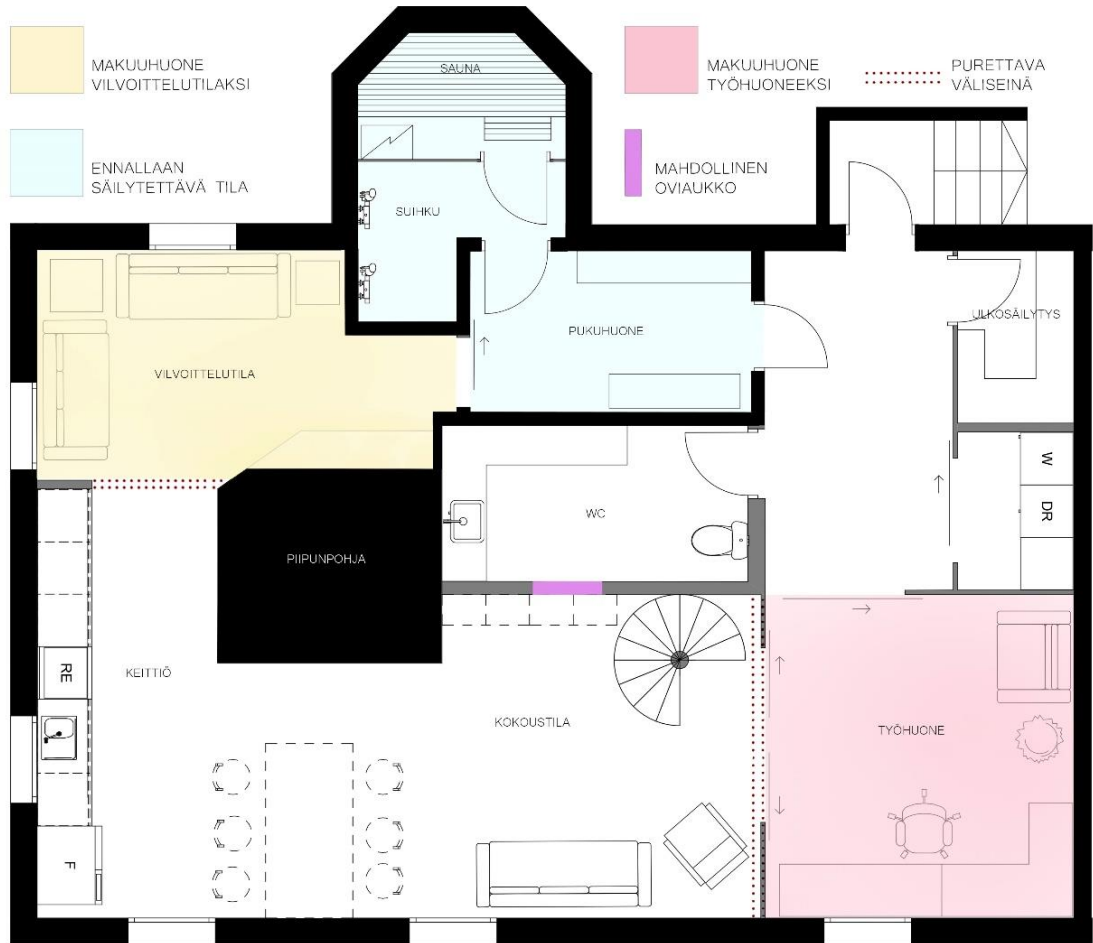 MAKUUHUONE
VILVOITTELUTILAKSI
ENNALLAAN
SÄILYTETTÄVÄ TILA
SAUNA
MAKUUHUONE
TYÖHUONEEKSI
PURETTAVA
VÄLISEINÄ
MAHDOLLINEN
OVIAUKKO
SUIHKU
ULKOSÄILYTYS
PUKUHUONE
VILVOITTELUTILA
W
DR
WC
PIIPUNPOHJA
RE
KEITTIÖ
KOKOUSTILA
TYÖHUONE
F